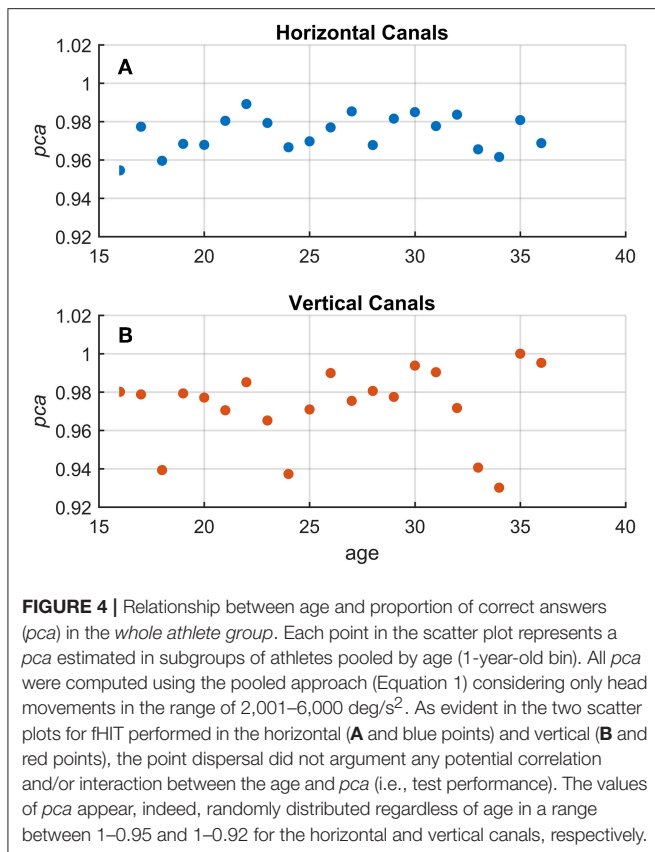 Horizontal Canals
1.02
A
1
0.98
pca
0.96
0.94
0.92
15 20 25 30 35 40
Vertical Canals
1.02
B
1
0.98
pca
0.96
0.94
0.92
15 20 25 30 35 40
age
FIGURE 4 | Relationship between age and proportion of correct answers
(pca) in the whole athlete group. Each point in the scatter plot represents a
pca estimated in subgroups of athletes pooled by age (1-year-old bin). All pca
were computed using the pooled approach (Equation 1) considering only head
movements in the range of 2,001–6,000 deg/s². As evident in the two scatter
plots for fHIT performed in the horizontal (A and blue points) and vertical (B and
red points), the point dispersal did not argument any potential correlation
and/or interaction between the age and pca (i.e., test performance). The values
of pca appear, indeed, randomly distributed regardless of age in a range
between 1–0.95 and 1–0.92 for the horizontal and vertical canals, respectively.